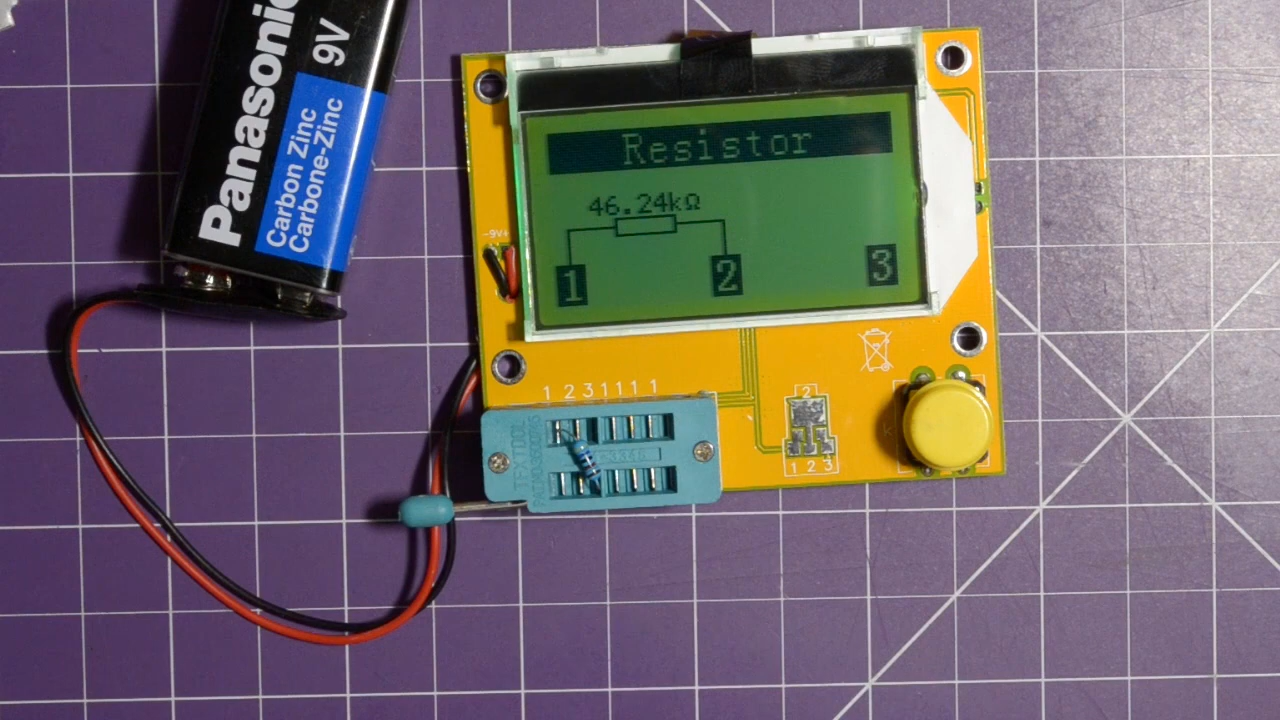 Panasonic
9V
Carbon Zinc
Carbone-Zinc
Resistor
46.24kΩ
1 2 3
-9V+
1 2 3 1 1 1 1
TEXTOOL
2
1 2 3